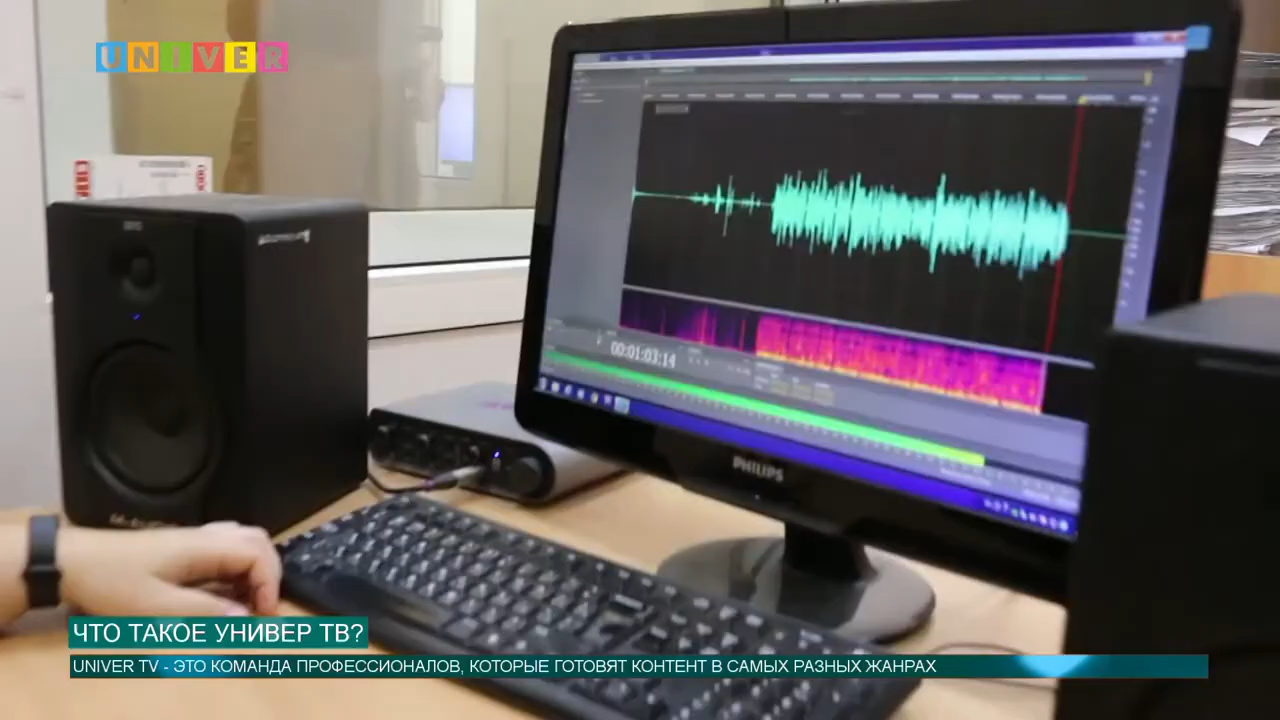 UNIVER
00:01:03:14
PHILIPS
ЧТО ТАКОЕ УНИВЕР ТВ?
UNIVER TV - ЭТО КОМАНДА ПРОФЕССИОНАЛОВ, КОТОРЫЕ ГОТОВЯТ КОНТЕНТ В САМЫХ РАЗНЫХ ЖАНРАХ